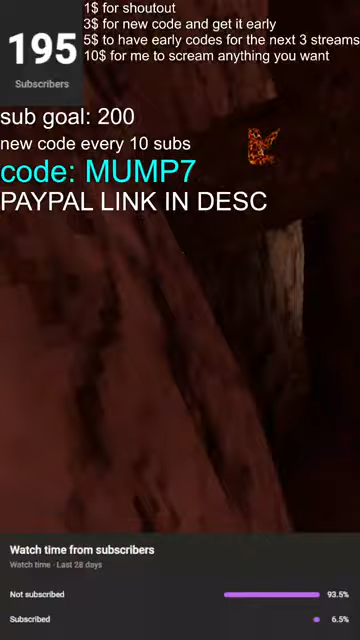 195
Subscribers
1$ for shoutout
3$ for new code and get it early
5$ to have early codes for the next 3 streams
10$ for me to scream anything you want
sub goal: 200
new code every 10 subs
code: MUMP7
PAYPAL LINK IN DESC
Watch time from subscribers
Watch time · Last 28 days
Not subscribed 93.5%
Subscribed 6.5%